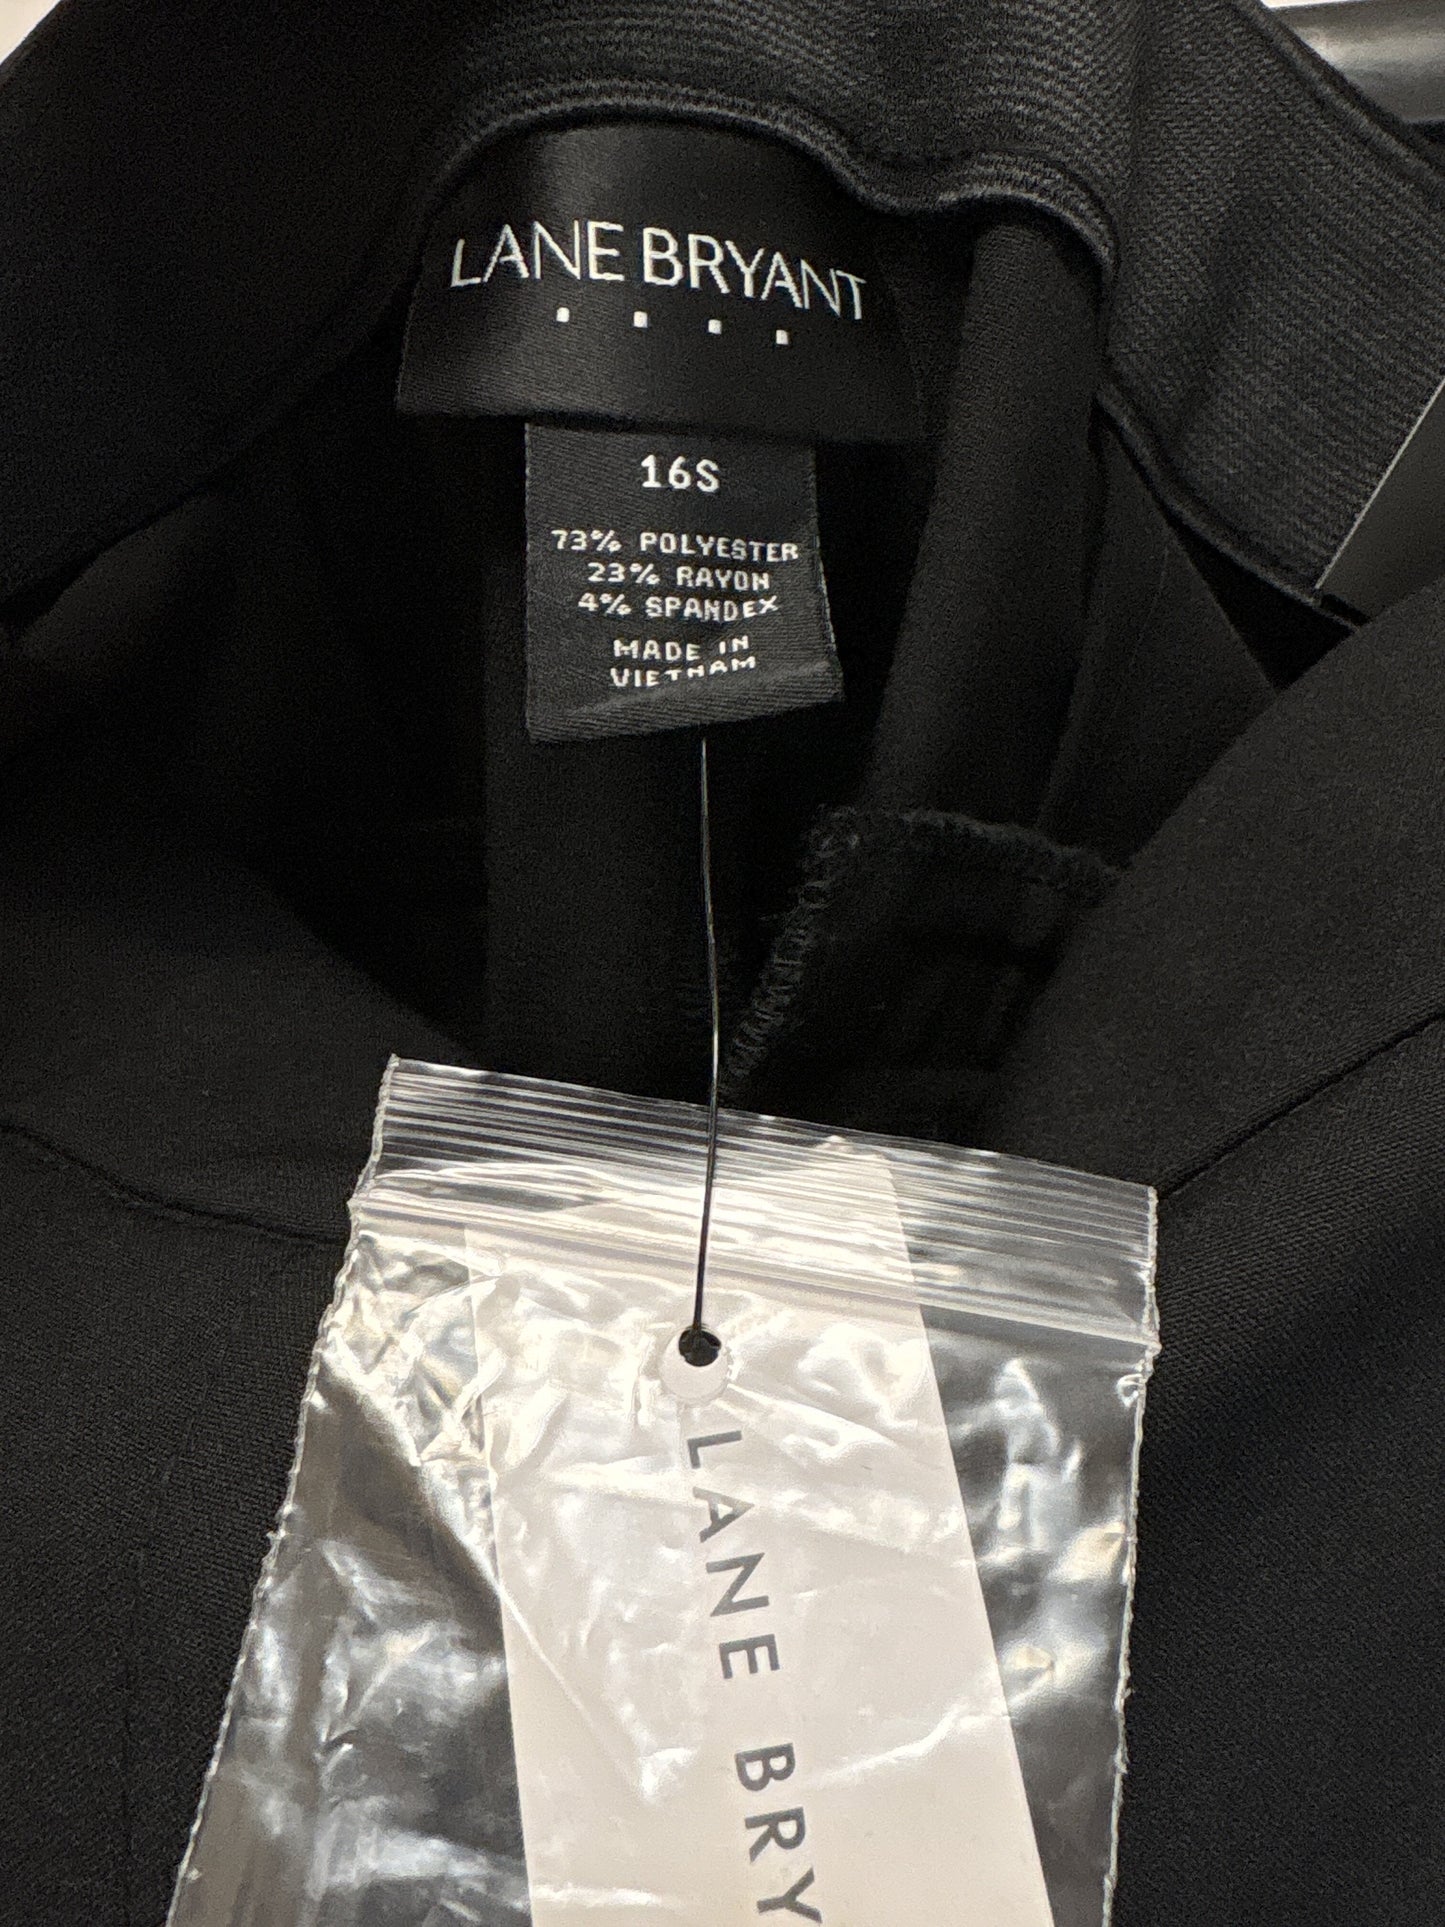 LANE BRYANT
16S
73% POLYESTER
23% RAYON
4% SPANDEX
MADE IN
VIETNAM
LANE BRY